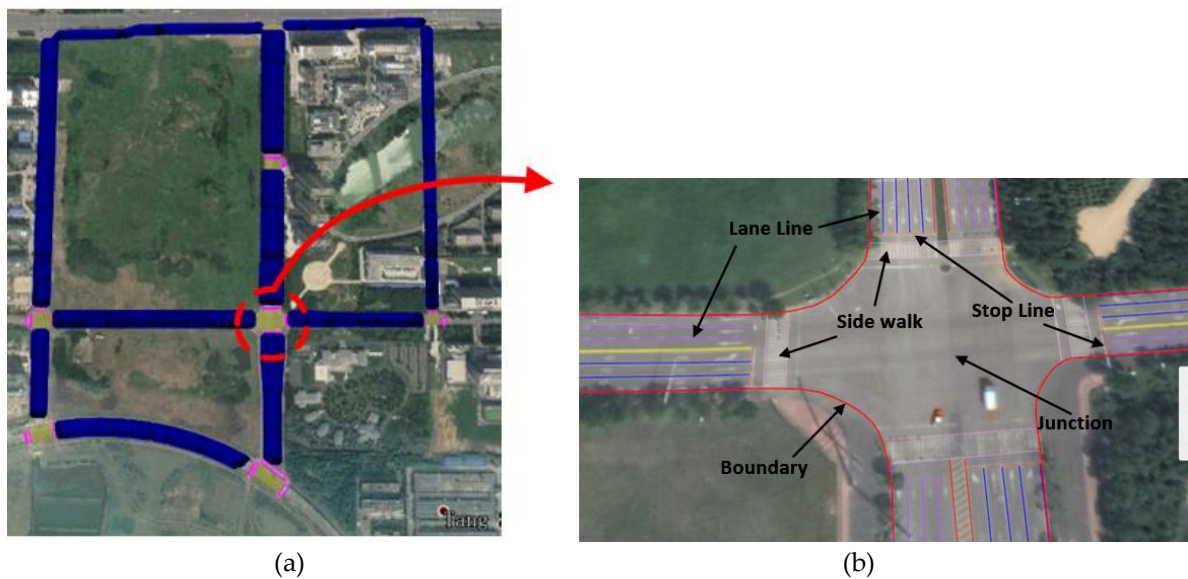 Lane Line
Side walk
Stop Line
Junction
Boundary
(a)
(b)